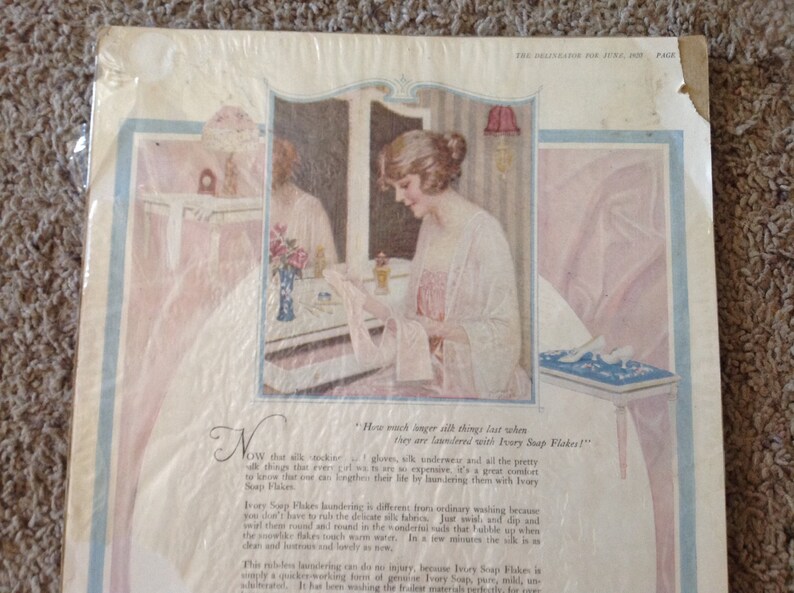 THE DELINEATOR FOR JUNE, 1920 PAGE
"How much longer silk things last when
they are laundered with Ivory Soap Flakes!"
NOW that silk stockings gloves, silk underwear and all the pretty
silk things that every girl wants are so expensive, it's a great comfort
to know that one can lengthen their life by laundering them with Ivory
Soap Flakes.
Ivory Soap Flakes laundering is different from ordinary washing because
you don't have to rub the delicate silk fabrics. Just swish and dip and
swirl them round and round in the wonderful suds that bubble up when
the snowlike flakes touch warm water. In a few minutes the silk is as
clean and lustrous and lovely as new.
This rubless laundering can do no injury, because Ivory Soap Flakes is
simply a quicker-working form of genuine Ivory Soap, pure, mild, un-
adulterated. It has been washing the frailest materials perfectly, for over